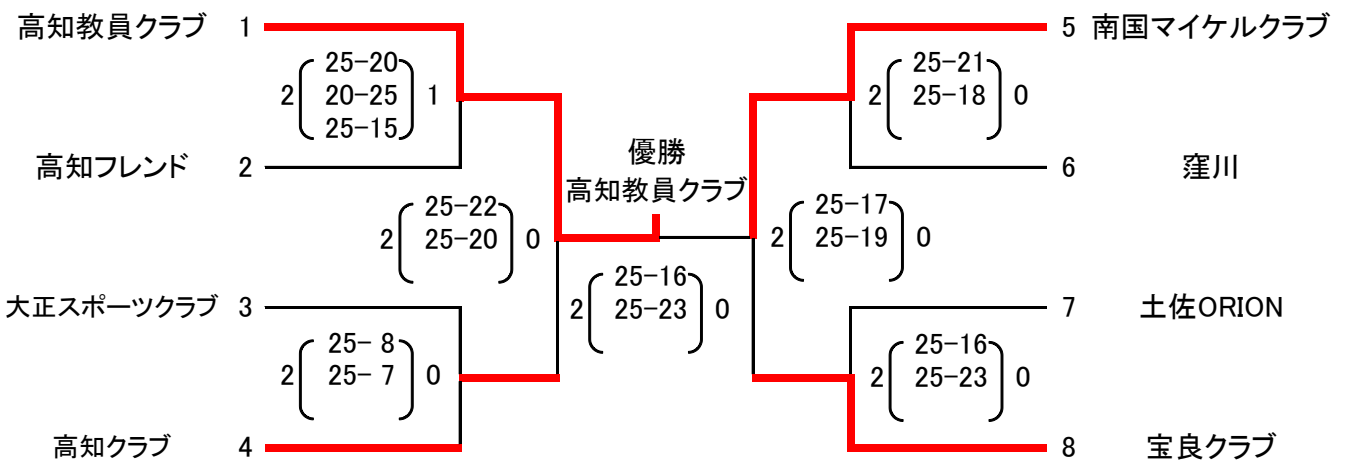 高知教員クラブ 1
5 南国マイケルクラブ
25-20
2 20-25 1
25-15
25-21
2 25-18 0
高知フレンド 2
6 窪川
優勝
高知教員クラブ
25-22
2 25-20 0
25-17
2 25-19 0
25-16
2 25-23 0
大正スポーツクラブ 3
7 土佐ORION
25- 8
2 25- 7 0
25-16
2 25-23 0
高知クラブ 4
8 宝良クラブ